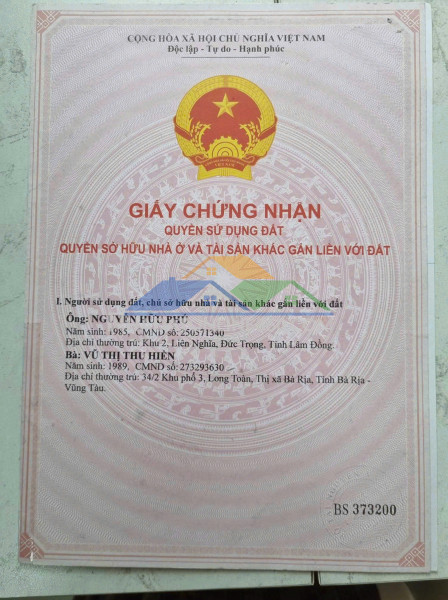 CỘNG HÒA XÃ HỘI CHỦ NGHĨA VIỆT NAM
Độc lập - Tự do - Hạnh phúc
GIẤY CHỨNG NHẬN
QUYỀN SỬ DỤNG ĐẤT
QUYỀN SỞ HỮU NHÀ Ở VÀ TÀI SẢN KHÁC GẮN LIỀN VỚI ĐẤT
I. Người sử dụng đất, chủ sở hữu nhà và tài sản khác gắn liền với đất
Ông: NGUYỄN HỮU PHÚ
Năm sinh: 1985, CMND số: 250571340
Địa chỉ thường trú: Khu 2, Liên Nghĩa, Đức Trọng, Tỉnh Lâm Đồng.
Bà: VŨ THỊ THU HIỀN
Năm sinh: 1989, CMND số: 273293630
Địa chỉ thường trú: 34/2 Khu phố 3, Long Toàn, Thị xã Bà Rịa, Tỉnh Bà Rịa -
Vũng Tàu.
BS 373200